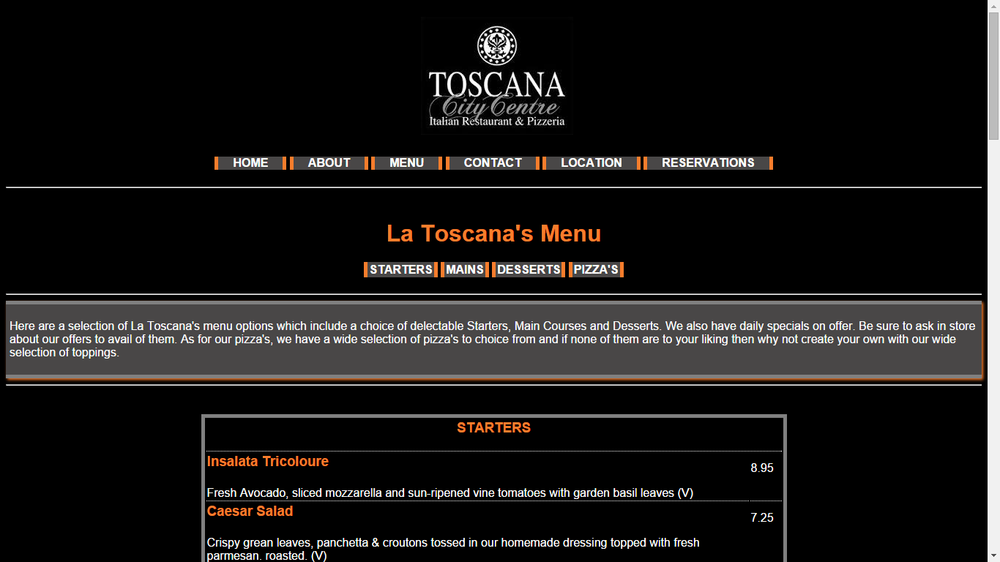 TOSCANA
City Centre
Italian Restaurant & Pizzeria
HOME ABOUT MENU CONTACT LOCATION RESERVATIONS
La Toscana's Menu
STARTERS MAINS DESSERTS PIZZA'S
Here are a selection of La Toscana's menu options which include a choice of delectable Starters, Main Courses and Desserts. We also have daily specials on offer. Be sure to ask in store
about our offers to avail of them. As for our pizza's, we have a wide selection of pizza's to choice from and if none of them are to your liking then why not create your own with our wide
selection of toppings.
STARTERS
Insalata Tricoloure
8.95
Fresh Avocado, sliced mozzarella and sun-ripened vine tomatoes with garden basil leaves (V)
Caesar Salad
7.25
Crispy grean leaves, panchetta & croutons tossed in our homemade dressing topped with fresh
parmesan. roasted. (V)